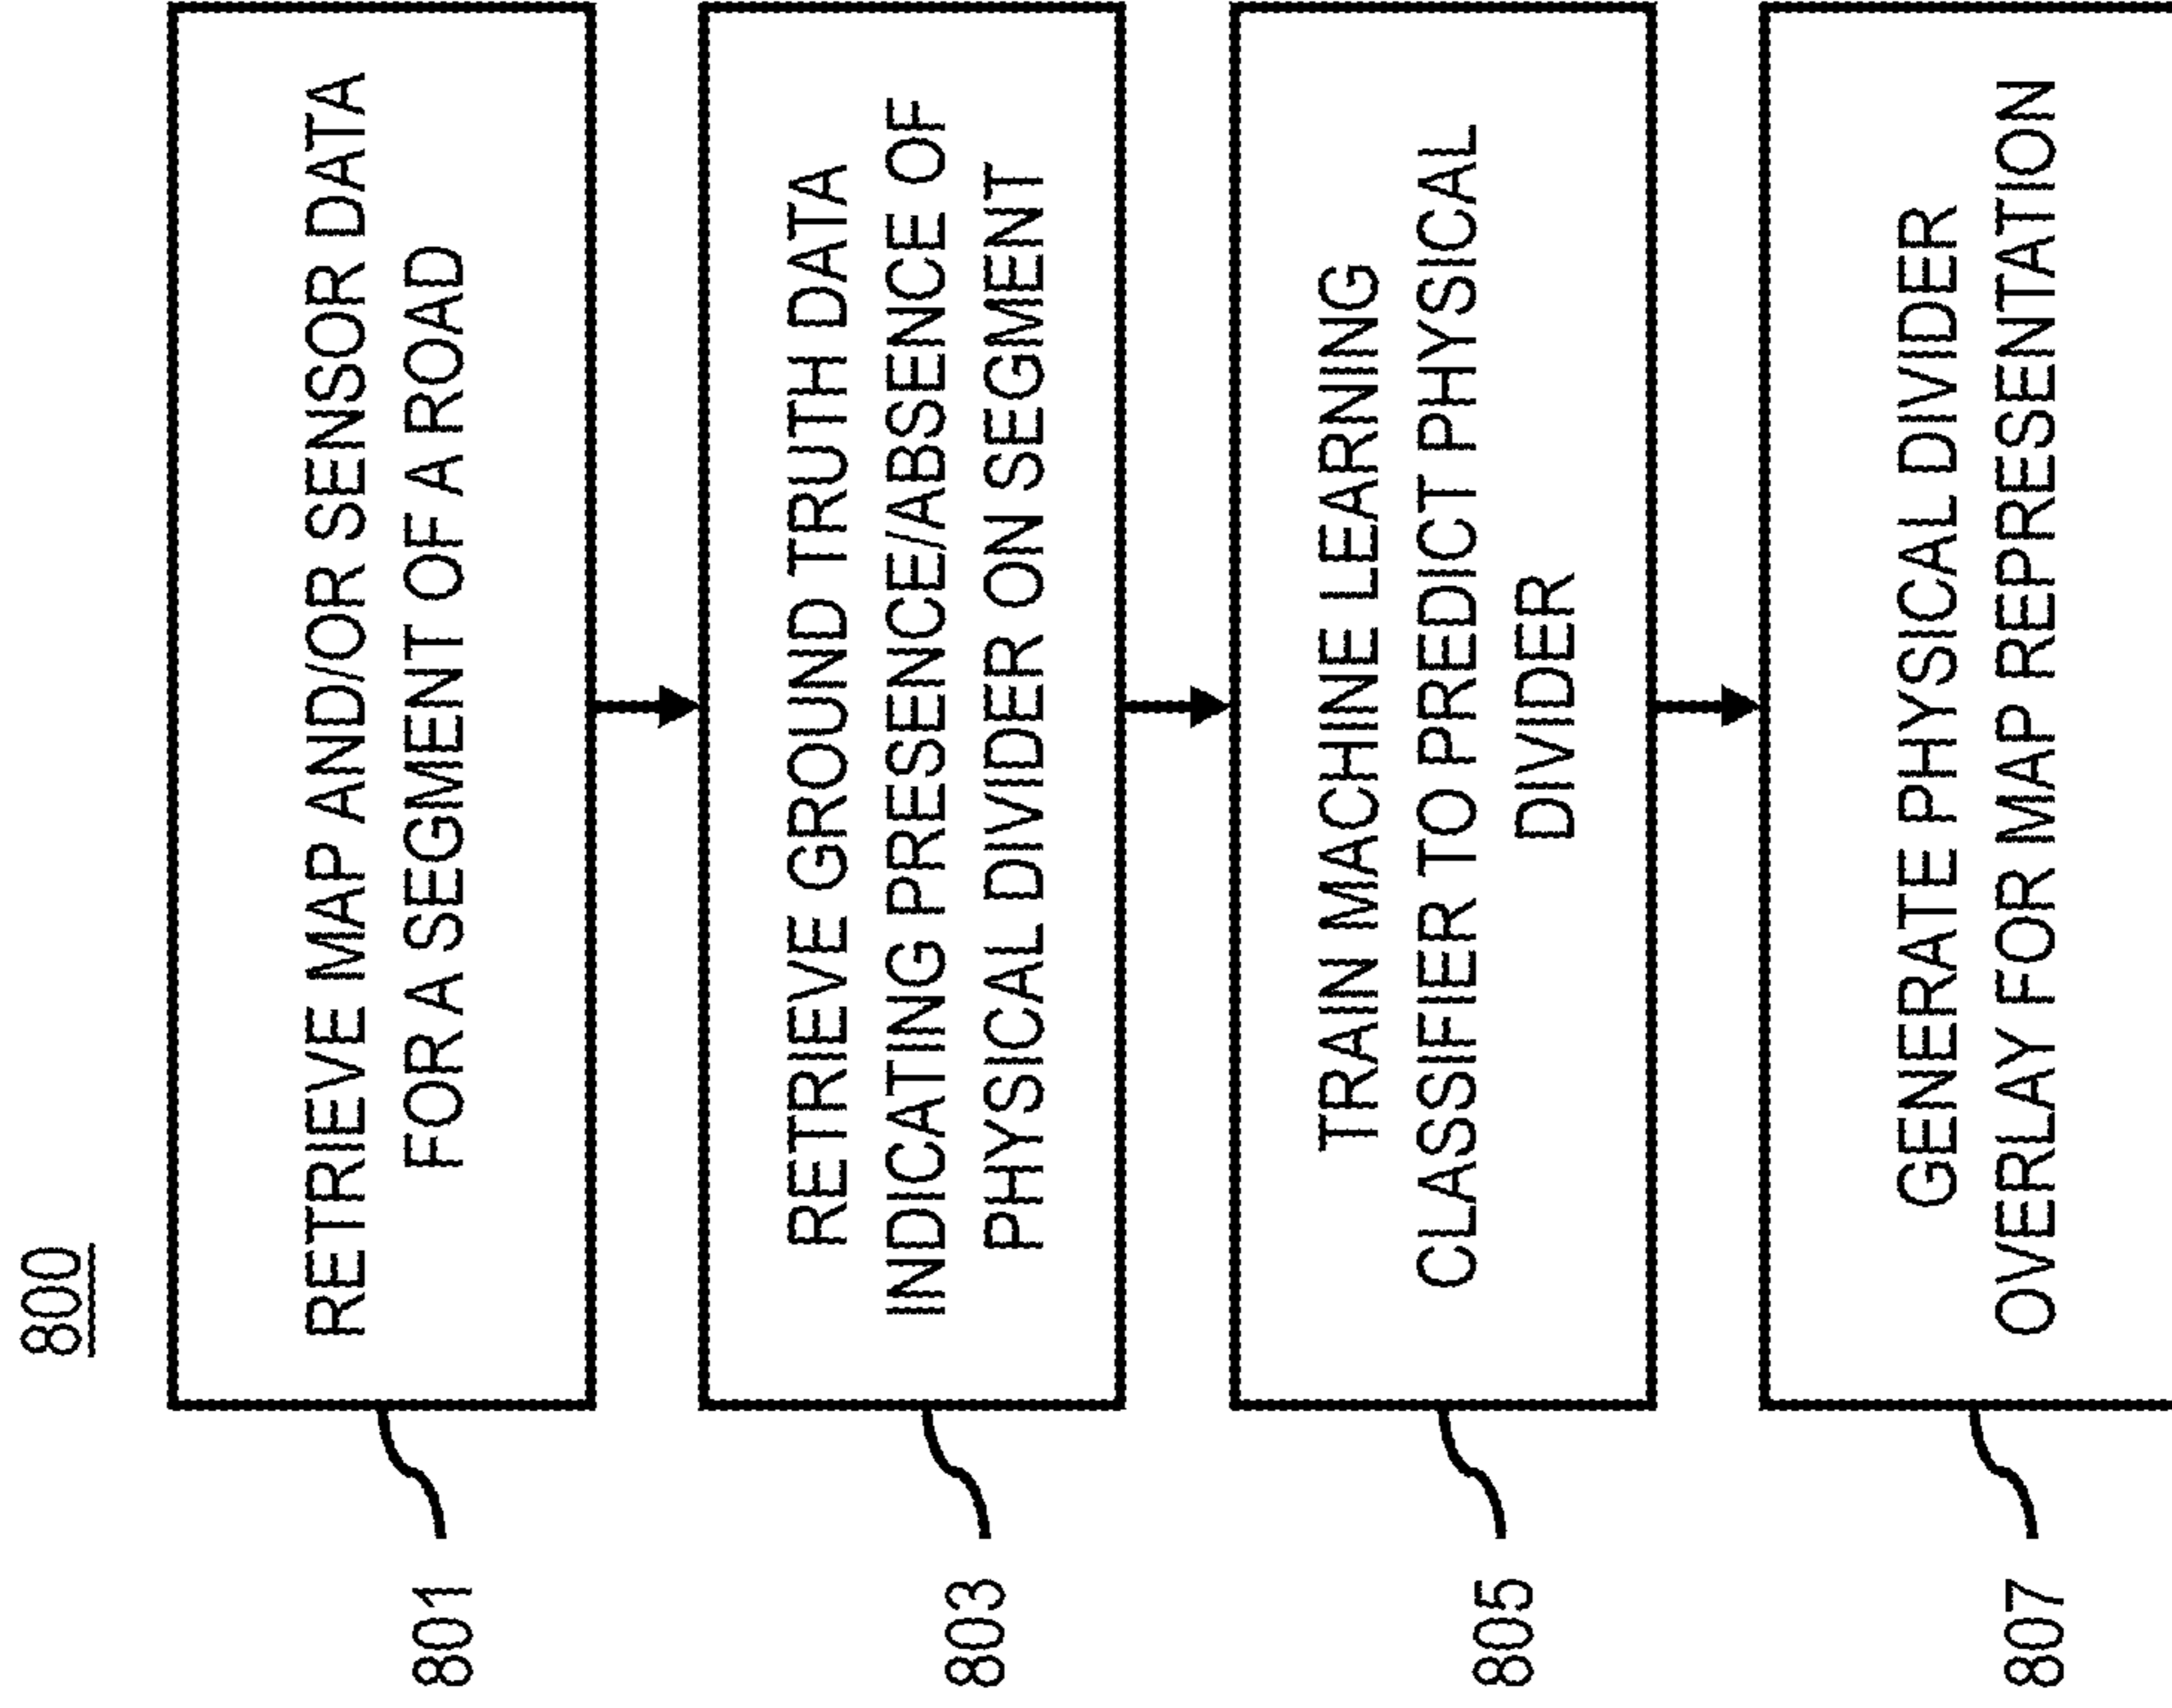 800
801
RETRIEVE MAP AND/OR SENSOR DATA
FOR A SEGMENT OF A ROAD
803
RETRIEVE GROUND TRUTH DATA
INDICATING PRESENCE/ABSENCE OF
PHYSICAL DIVIDER ON SEGMENT
805
TRAIN MACHINE LEARNING
CLASSIFIER TO PREDICT PHYSICAL
DIVIDER
807
GENERATE PHYSICAL DIVIDER
OVERLAY FOR MAP REPRESENTATION